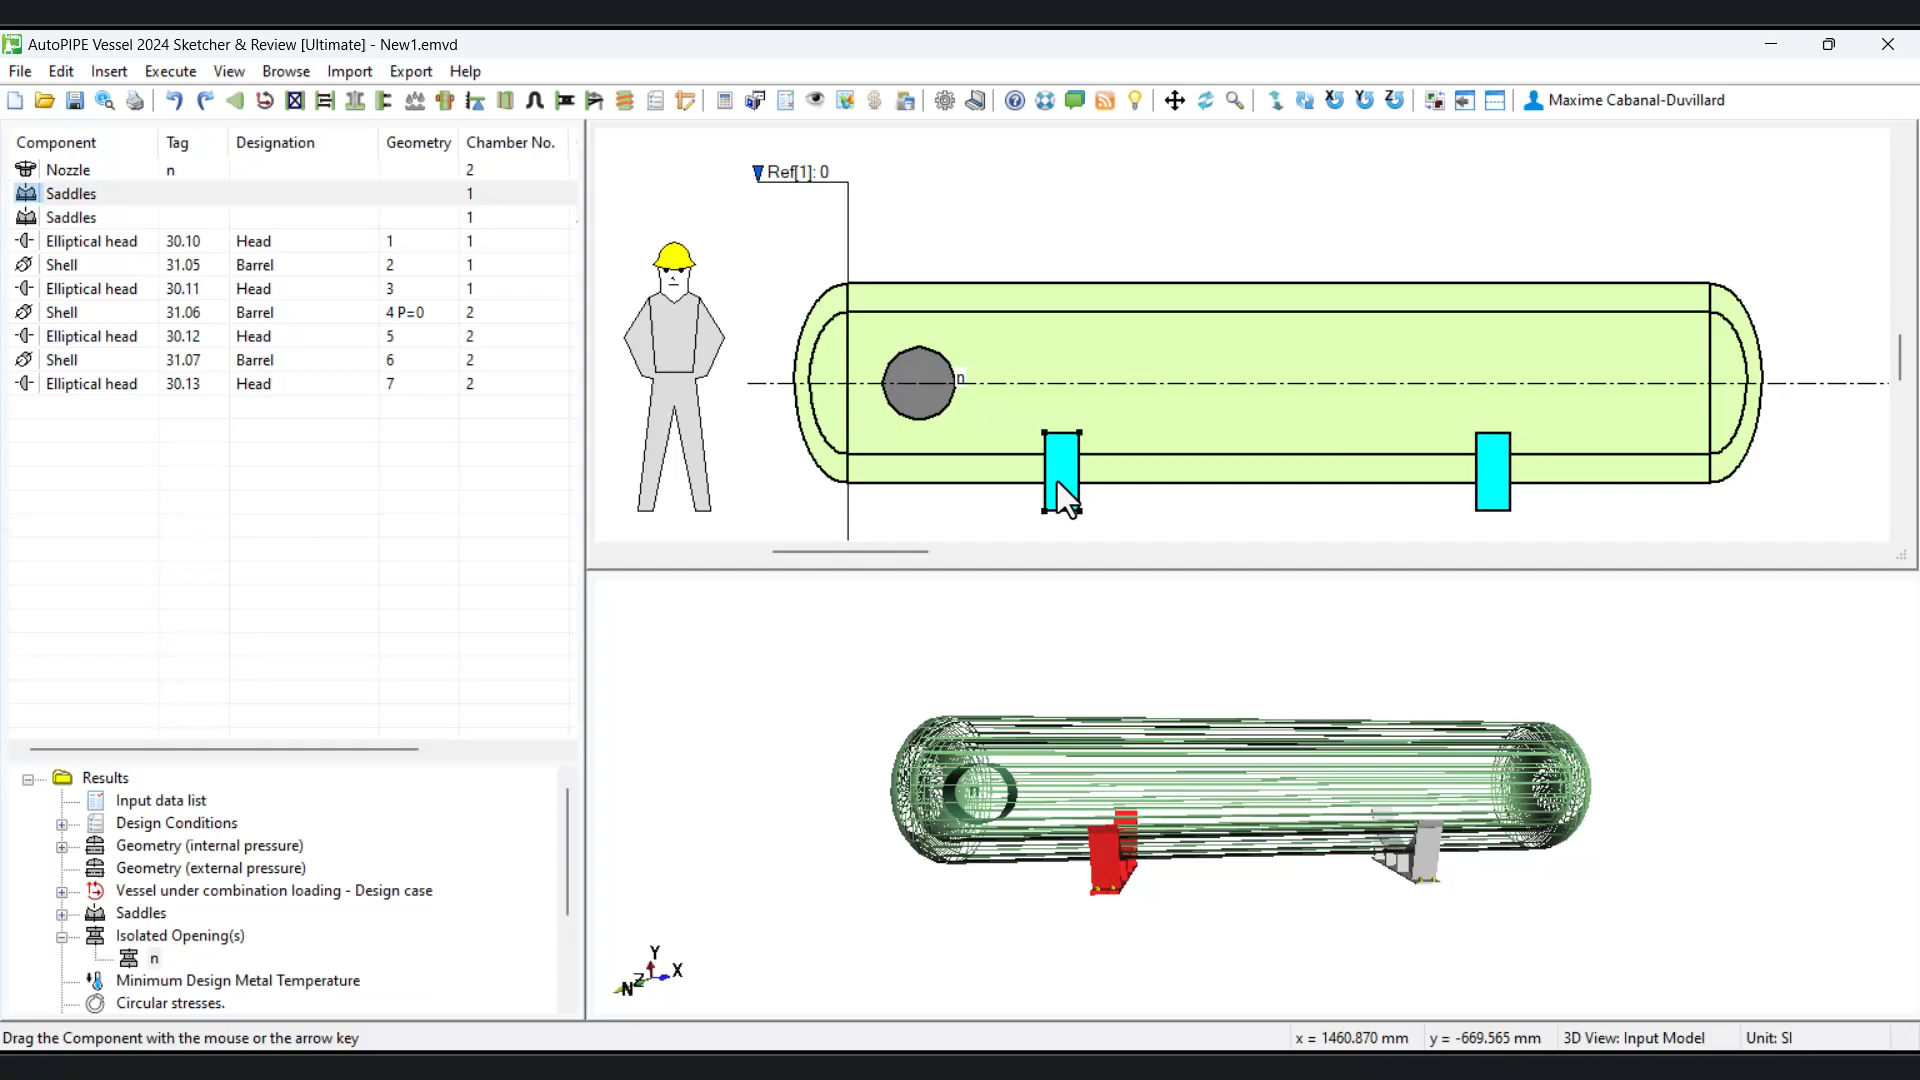 AutoPIPE Vessel 2024 Sketcher & Review [Ultimate] - New1.emvd
File Edit Insert Execute View Browse Import Export Help
Maxime Cabanal-Duvillard
Component Tag Designation Geometry Chamber No.
Nozzle n 2
Saddles 1
Saddles 1
Elliptical head 30.10 Head 1 1
Shell 31.05 Barrel 2 1
Elliptical head 30.11 Head 3 1
Shell 31.06 Barrel 4 P=0 2
Elliptical head 30.12 Head 5 2
Shell 31.07 Barrel 6 2
Elliptical head 30.13 Head 7 2
Ref[1]: 0
n
Results
Input data list
Design Conditions
Geometry (internal pressure)
Geometry (external pressure)
Vessel under combination loading - Design case
Saddles
Isolated Opening(s)
n
Minimum Design Metal Temperature
Circular stresses.
n
Y
X
Z
N
Drag the Component with the mouse or the arrow key
x = 1460.870 mm y = -669.565 mm 3D View: Input Model Unit: SI